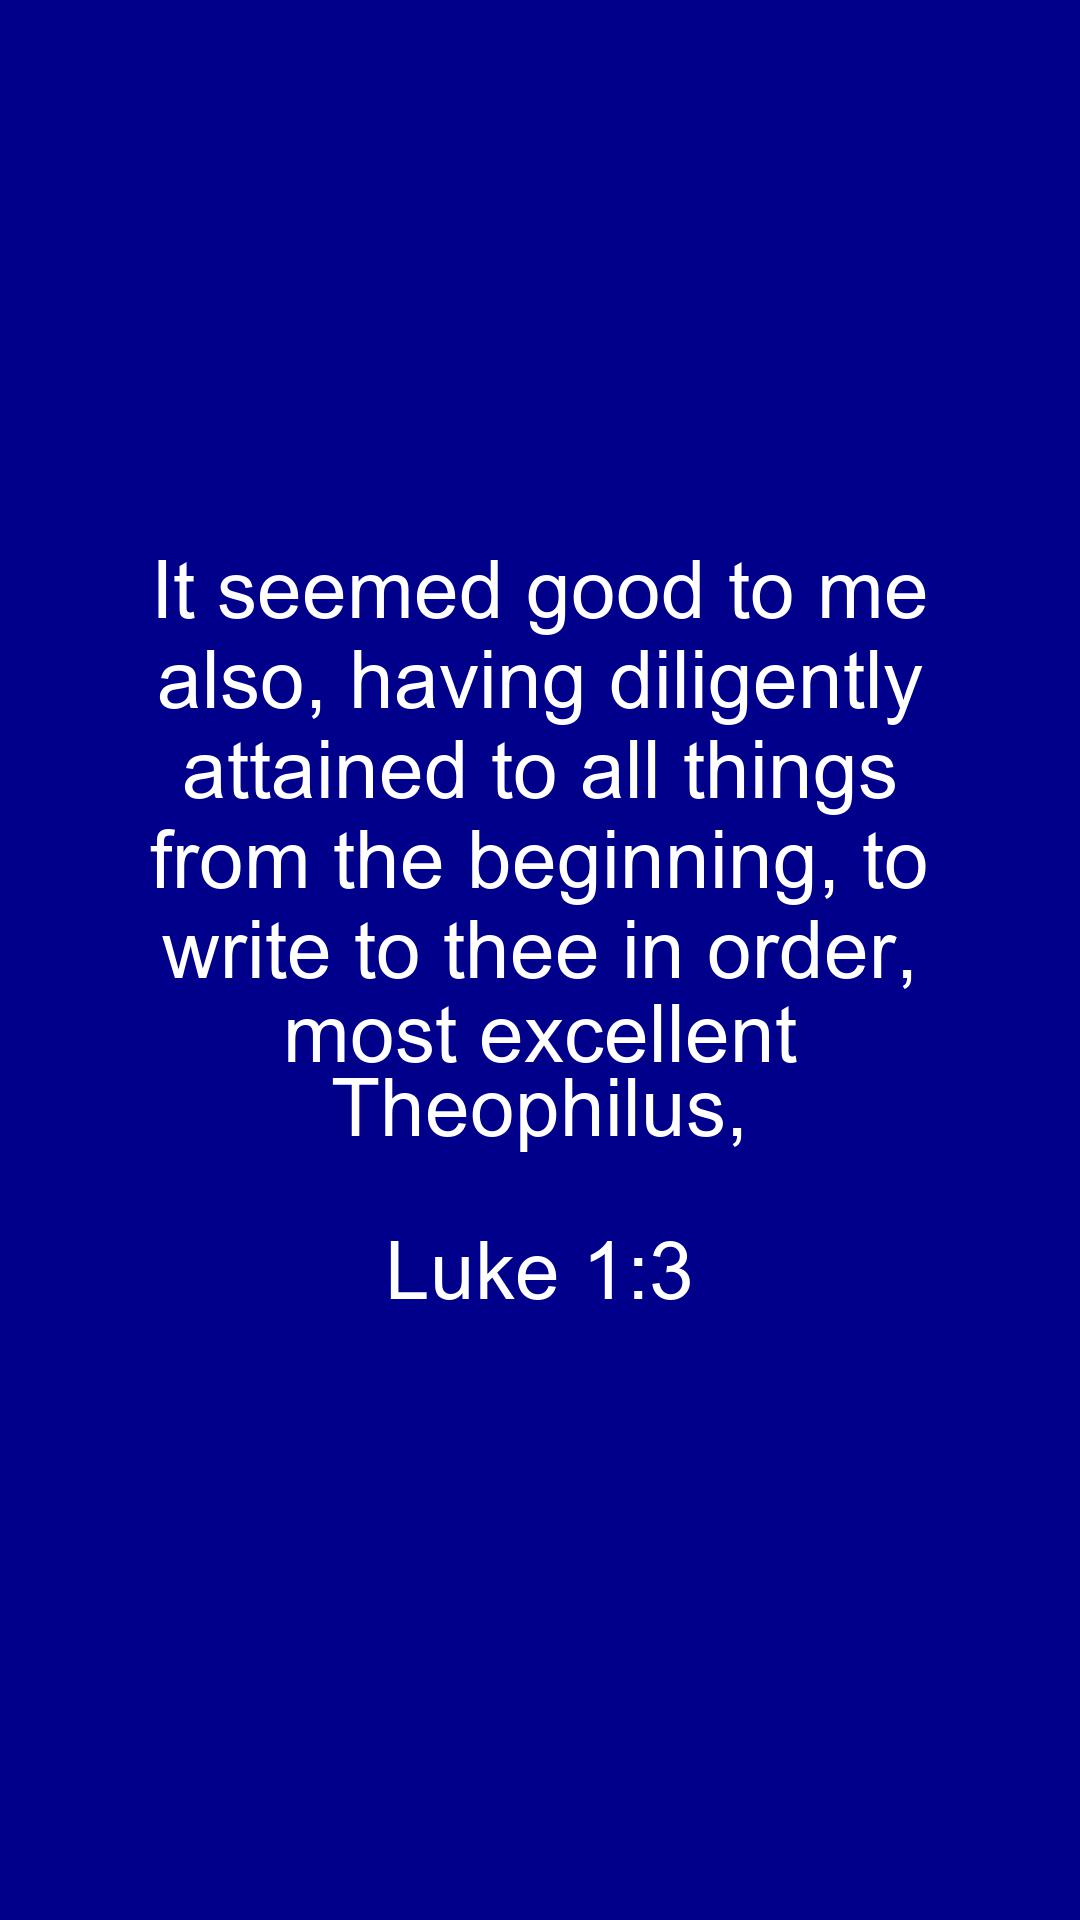 It seemed good to me
also, having diligently
attained to all things
from the beginning, to
write to thee in order,
most excellent
Theophilus,
Luke 1:3